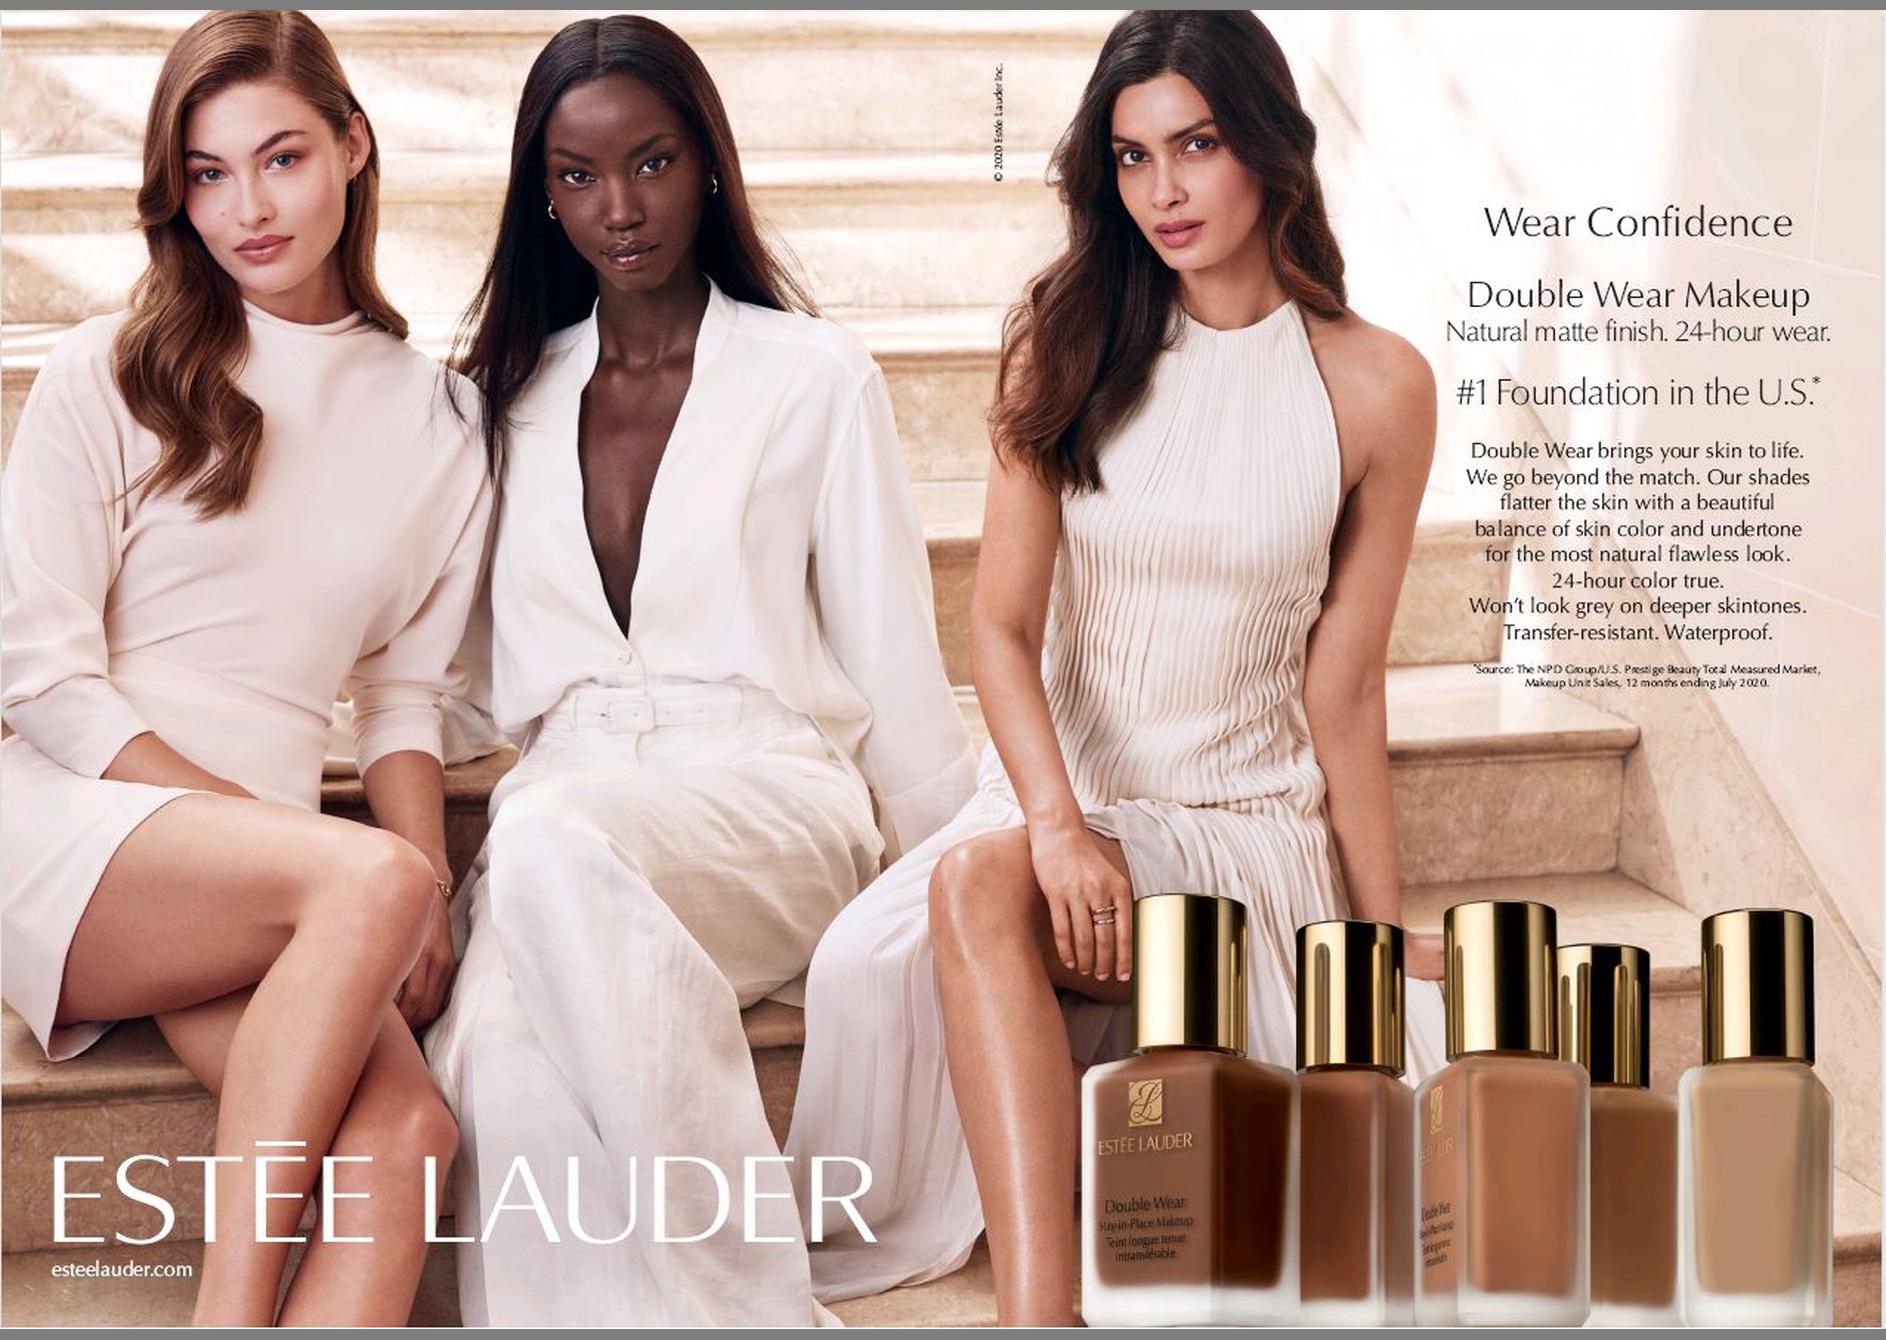 © 2020 Estée Lauder Inc.
Wear Confidence
Double Wear Makeup
Natural matte finish. 24-hour wear.
#1 Foundation in the U.S.*
Double Wear brings your skin to life.
We go beyond the match. Our shades
flatter the skin with a beautiful
balance of skin color and undertone
for the most natural flawless look.
24-hour color true.
Won’t look grey on deeper skintones.
Transfer-resistant. Waterproof.
*Source: The NPD Group/U.S. Prestige Beauty Total Measured Market,
Makeup Unit Sales, 12 months ending July 2020.
ESTĒE LAUDER
Double Wear
Stay-in-Place Makeup
Teint longue tenue
intransférable
Double Wear
ESTĒE LAUDER
esteelauder.com